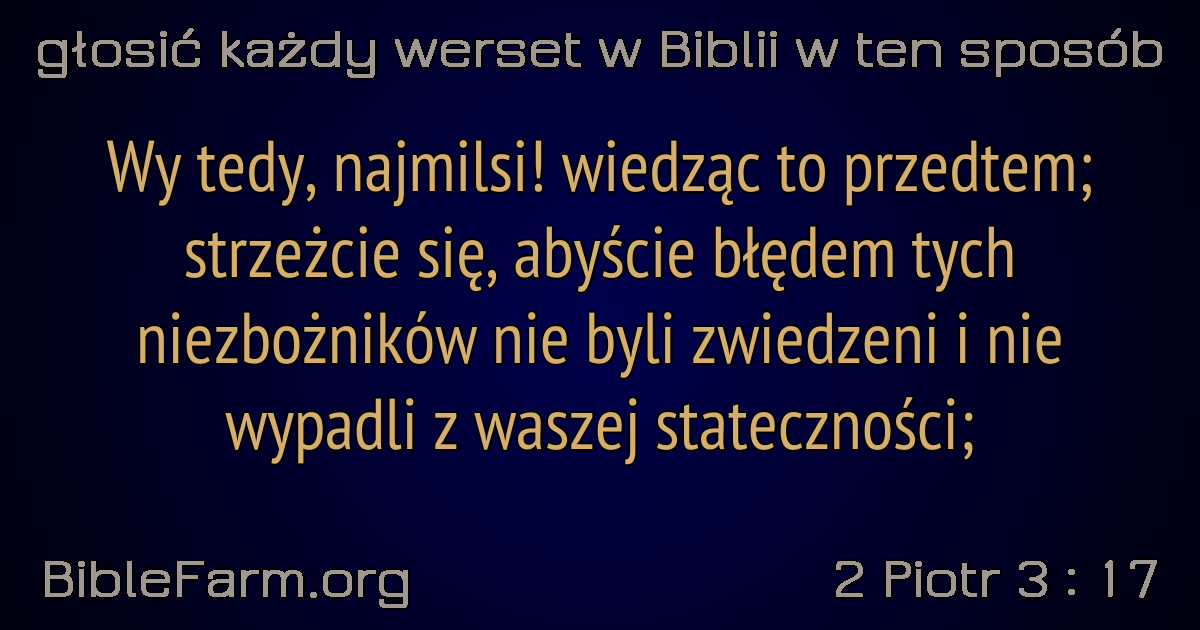 głosić każdy werset w Biblii w ten sposób
Wy tedy, najmilsi! wiedząc to przedtem;
strzeżcie się, abyście błędem tych
niezbożników nie byli zwiedzeni i nie
wypadli z waszej stateczności;
BibleFarm.org
2 Piotr 3 : 17